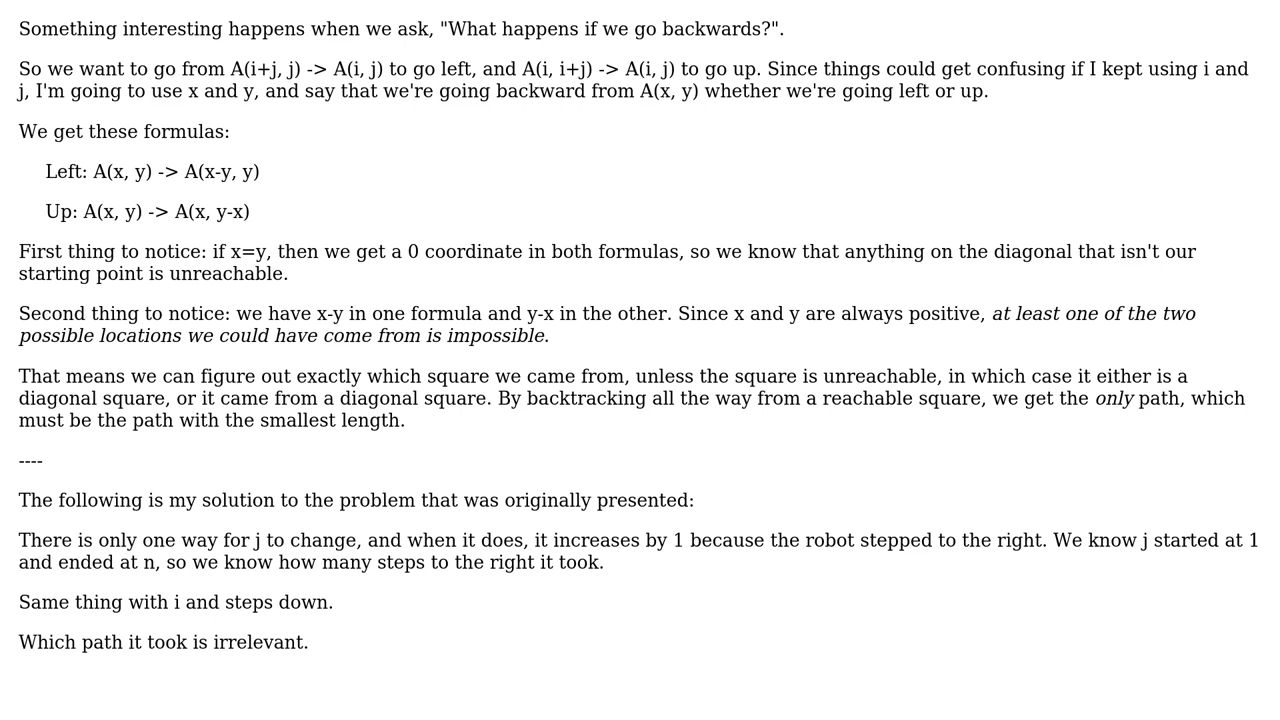 Something interesting happens when we ask, "What happens if we go backwards?".
So we want to go from A(i+j, j) -> A(i, j) to go left, and A(i, i+j) -> A(i, j) to go up. Since things could get confusing if I kept using i and
j, I'm going to use x and y, and say that we're going backward from A(x, y) whether we're going left or up.
We get these formulas:
Left: A(x, y) -> A(x-y, y)
Up: A(x, y) -> A(x, y-x)
First thing to notice: if x=y, then we get a 0 coordinate in both formulas, so we know that anything on the diagonal that isn't our
starting point is unreachable.
Second thing to notice: we have x-y in one formula and y-x in the other. Since x and y are always positive, at least one of the two
possible locations we could have come from is impossible.
That means we can figure out exactly which square we came from, unless the square is unreachable, in which case it either is a
diagonal square, or it came from a diagonal square. By backtracking all the way from a reachable square, we get the only path, which
must be the path with the smallest length.
----
The following is my solution to the problem that was originally presented:
There is only one way for j to change, and when it does, it increases by 1 because the robot stepped to the right. We know j started at 1
and ended at n, so we know how many steps to the right it took.
Same thing with i and steps down.
Which path it took is irrelevant.